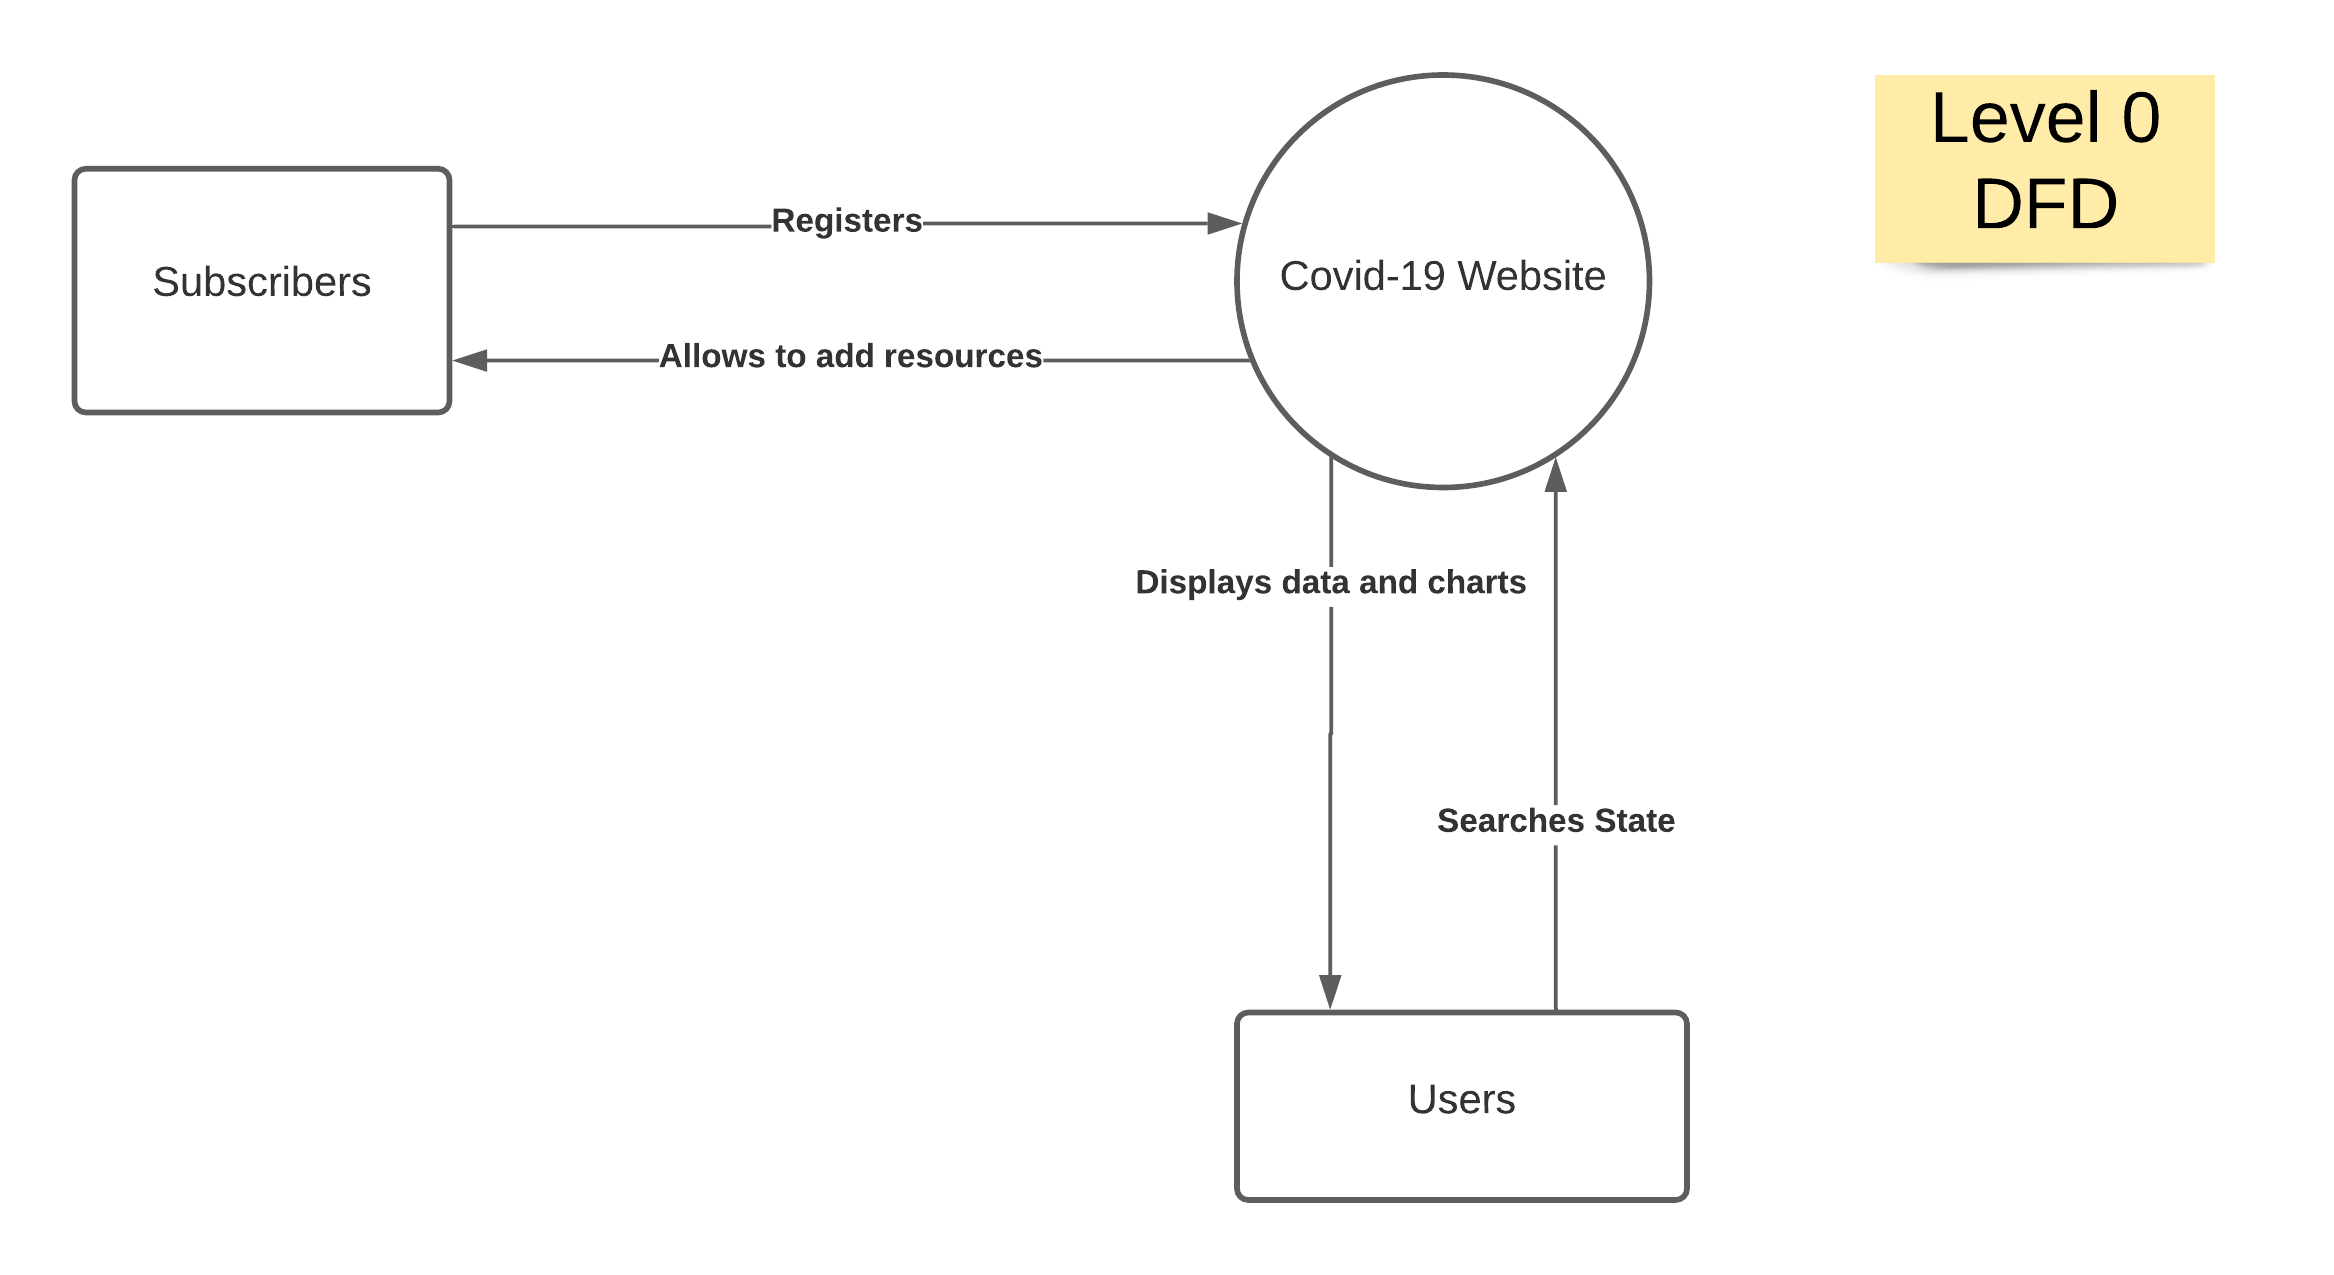 Level 0
DFD
Registers
Subscribers
Covid-19 Website
Allows to add resources
Displays data and charts
Searches State
Users